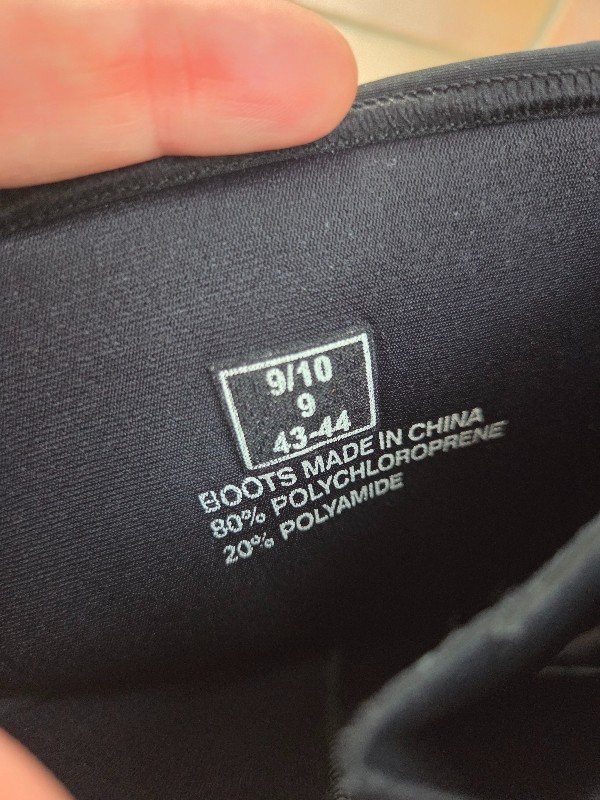 9/10
9
43-44
BOOTS MADE IN CHINA
80% POLYCHLOROPRENE
20% POLYAMIDE